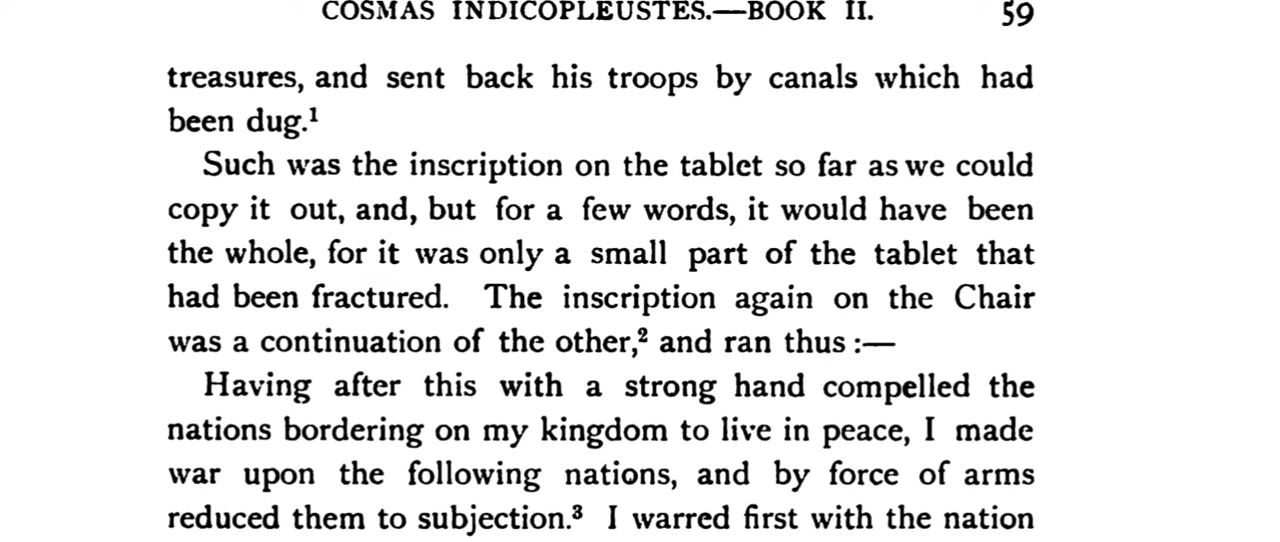 COSMAS INDICOPLEUSTES.—BOOK II. 59
treasures, and sent back his troops by canals which had
been dug.¹
Such was the inscription on the tablet so far as we could
copy it out, and, but for a few words, it would have been
the whole, for it was only a small part of the tablet that
had been fractured. The inscription again on the Chair
was a continuation of the other,² and ran thus :—
Having after this with a strong hand compelled the
nations bordering on my kingdom to live in peace, I made
war upon the following nations, and by force of arms
reduced them to subjection.³ I warred first with the nation